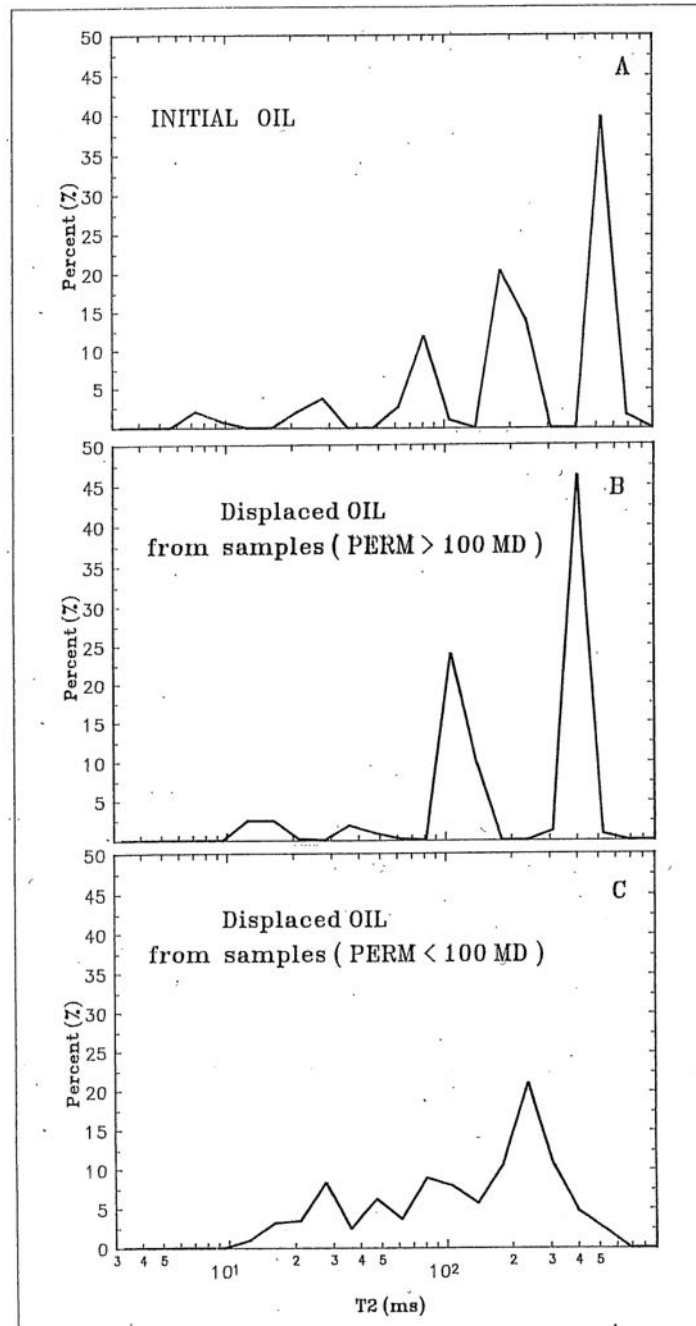 A
INITIAL OIL
Percent (%)
50
45
40
35
30
25
20
15
10
5
B
Displaced OIL
from samples ( PERM > 100 MD )
Percent (%)
50
45
40
35
30
25
20
15
10
5
C
Displaced OIL
from samples ( PERM < 100 MD )
Percent (%)
50
45
40
35
30
25
20
15
10
5
0
3 4 5 10¹ 2 3 4 5 10² 2 3 4 5
T2 (ms)